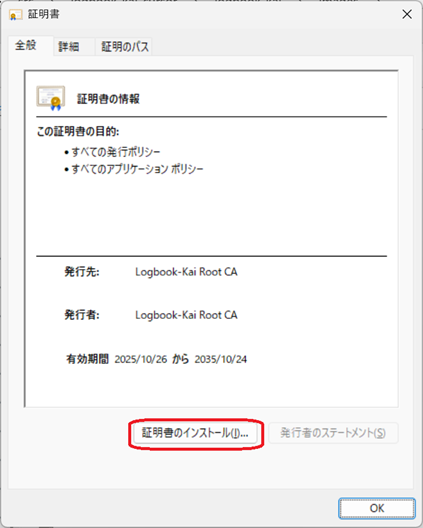 証明書
全般 詳細 証明のパス
証明書の情報
この証明書の目的:
• すべての発行ポリシー
• すべてのアプリケーション ポリシー
発行先: Logbook-Kai Root CA
発行者: Logbook-Kai Root CA
有効期間 2025/10/26 から 2035/10/24
証明書のインストール(I)... 発行者のステートメント(S)
OK